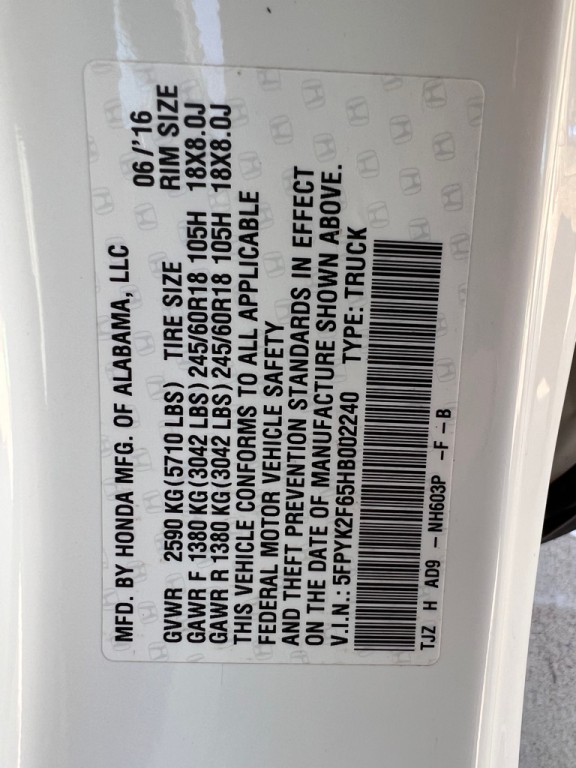 MFD. BY HONDA MFG. OF ALABAMA, LLC 06/'16
GVWR 2590 KG(5710 LBS) TIRE SIZE RIM SIZE
GAWR F 1380 KG(3042 LBS)245/60R18 105H 18X8.0J
GAWR R 1380 KG(3042 LBS)245/60R18 105H 18X8.0J
THIS VEHICLE CONFORMS TO ALL APPLICABLE
FEDERAL MOTOR VEHICLE SAFETY
AND THEFT PREVENTION STANDARDS IN EFFECT
ON THE DATE OF MANUFACTURE SHOWN ABOVE.
V.I.N.: 5FPYK2F65HB002240 TYPE: TRUCK
TJZ H AD9 - NH603P -F -B